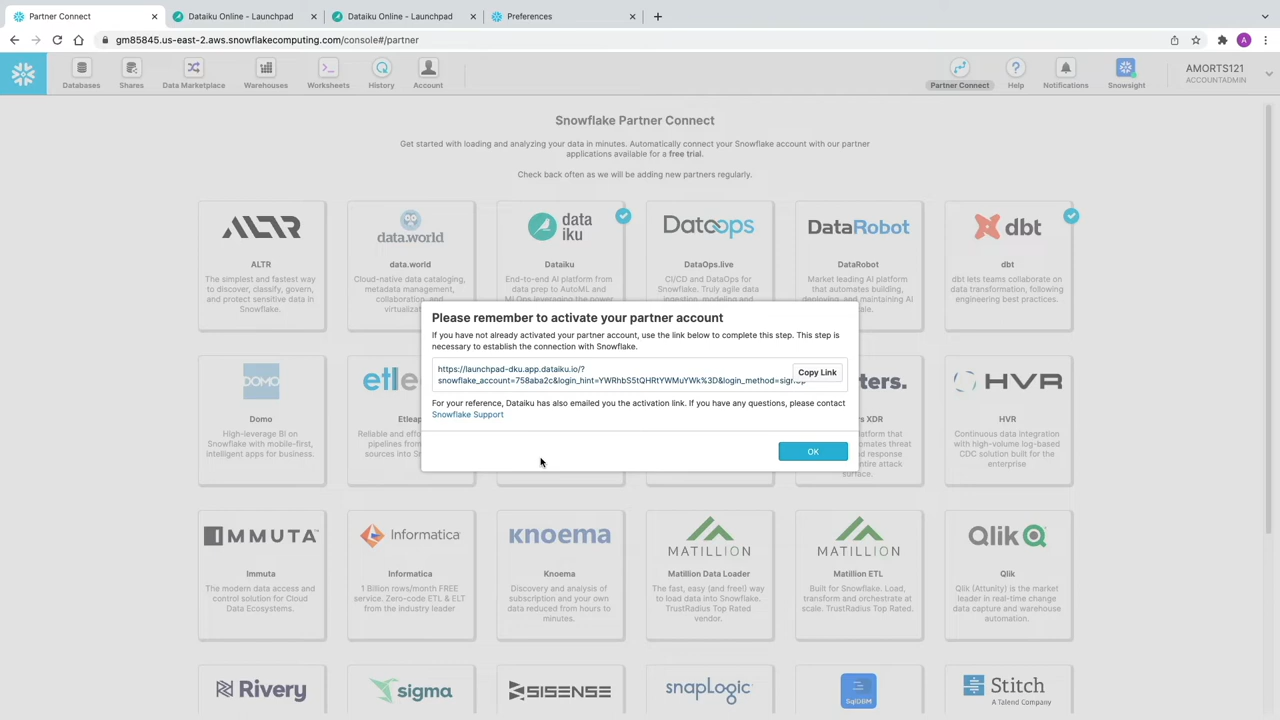 Partner Connect
Dataiku Online - Launchpad
Dataiku Online - Launchpad
Preferences
gm85845.us-east-2.aws.snowflakecomputing.com/console#/partner
A
Databases
Shares
Data Marketplace
Warehouses
Worksheets
History
Account
Partner Connect
Help
Notifications
Snowsight
AMORTS121
ACCOUNTADMIN
Snowflake Partner Connect
Get started with loading and analyzing your data in minutes. Automatically connect your Snowflake account with our partner
applications available for a free trial.
Check back often as we will be adding new partners regularly.
ALTR
ALTR
The simplest and fastest way
to discover, classify, govern,
and protect sensitive data in
Snowflake.
data.world
data.world
Cloud-native data cataloging,
metadata management,
collaboration, and
data
iku
Dataiku
End-to-end AI platform from
data prep to AutoML and
DataOps
DataOps.live
CI/CD and DataOps for
Snowflake. Truly agile data
DataRobot
DataRobot
Market leading AI platform
that automates building,
dbt
dbt
dbt lets teams collaborate on
data transformation, following
engineering best practices.
Please remember to activate your partner account
If you have not already activated your partner account, use the link below to complete this step. This step is
necessary to establish the connection with Snowflake.
https://launchpad-dku.app.dataiku.io/?
snowflake_account=758aba2c&login_hint=YWRhbS5tQHRtYWMuYWk%3D&login_method=sign
Copy Link
For your reference, Dataiku has also emailed you the activation link. If you have any questions, please contact
Snowflake Support
OK
DOMO
Domo
High-leverage BI on
Snowflake with mobile-first,
intelligent apps for business.
Etleap
HVR
HVR
Continuous data integration
with high-volume log-based
CDC solution built for the
enterprise
XDR
surface.
IMMUTA
Immuta
The modern data access and
control solution for Cloud
Data Ecosystems.
Informatica
Informatica
1 Billion rows/month FREE
service. Zero-code ETL & ELT
from the industry leader
knoema
Knoema
Discovery and analysis of
subscription and your own
data reduced from hours to
minutes.
MATILLION
Matillion Data Loader
The fast, easy (and free!) way
to load data into Snowflake.
TrustRadius Top Rated
vendor.
MATILLION
Matillion ETL
Built for Snowflake. Load,
transform and orchestrate at
scale. TrustRadius Top Rated.
Qlik
Qlik
Qlik (Attunity) is the market
leader in real-time change
data capture and warehouse
automation.
Rivery
sigma
SISENSE
snapLogic
SqlDBM
Stitch
A Talend Company